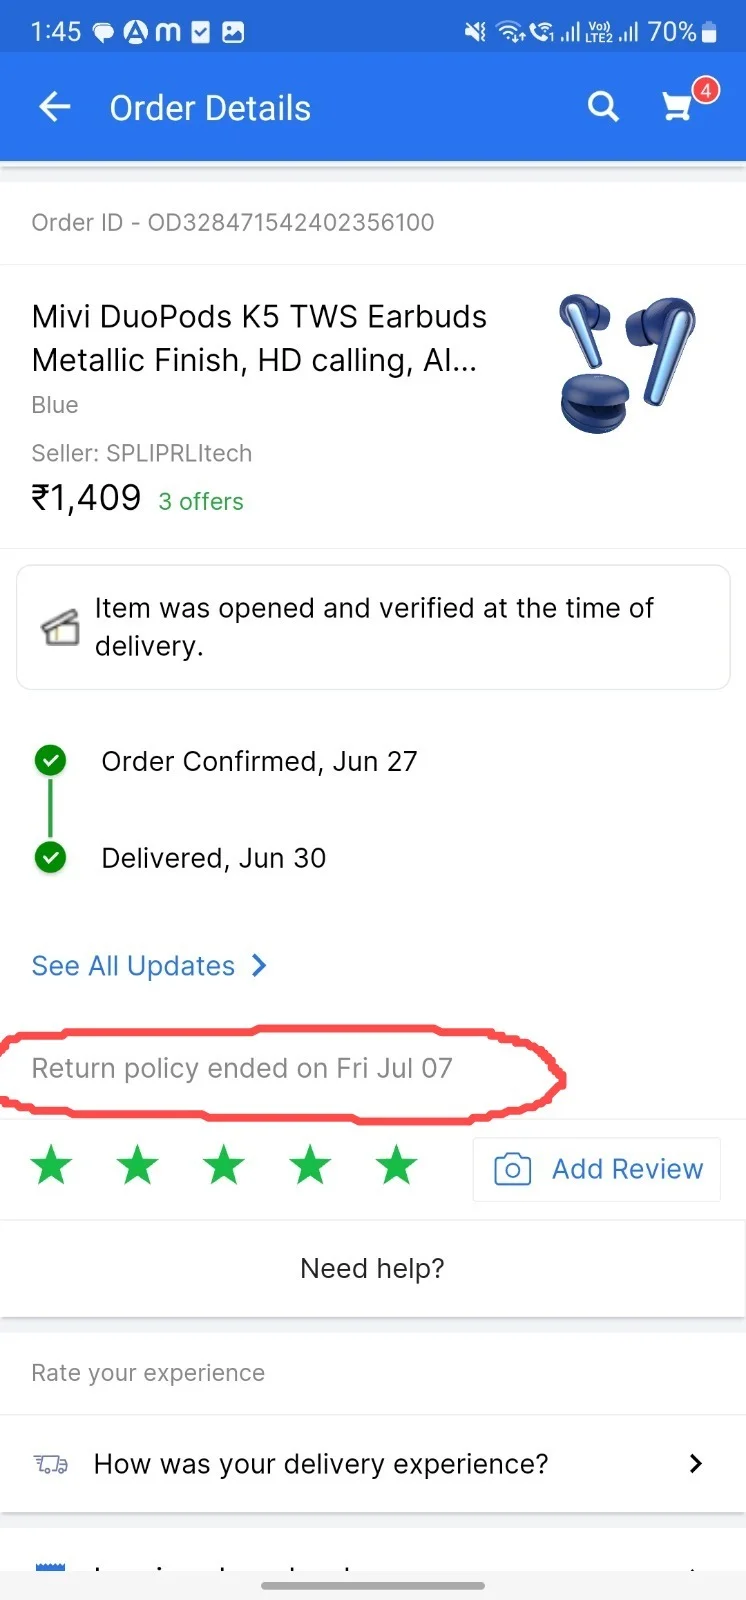 1:45
Vo))
LTE2
70%
Order Details
4
Order ID - OD328471542402356100
Mivi DuoPods K5 TWS Earbuds
Metallic Finish, HD calling, AI...
Blue
Seller: SPLIPRLItech
₹1,409 3 offers
Item was opened and verified at the time of
delivery.
Order Confirmed, Jun 27
Delivered, Jun 30
See All Updates
Return policy ended on Fri Jul 07
Add Review
Need help?
Rate your experience
How was your delivery experience?